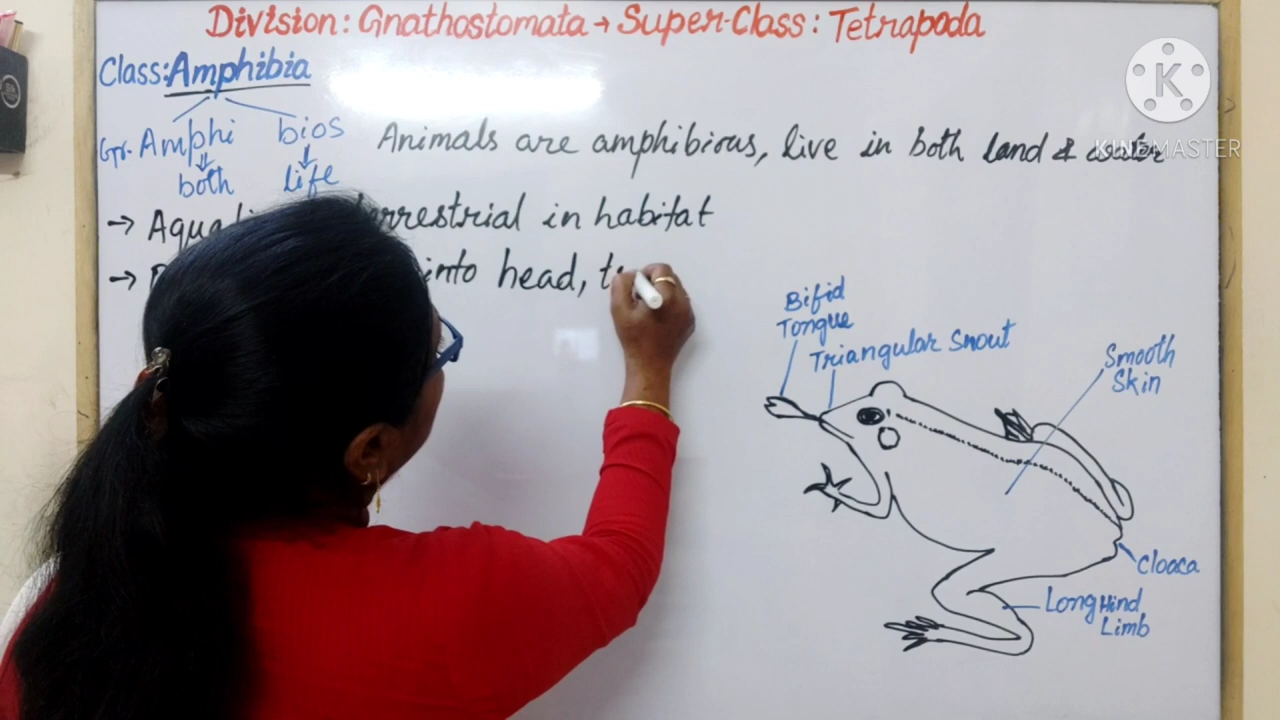 Division: Gnathostomata → Super-Class: Tetrapoda
Class: Amphibia
Gr. Amphi bios
both life
Animals are amphibious, live in both land & water
→ terrestrial in habitat
→ into head,
Bifid
Tongue
Triangular Snout
Smooth
Skin
Cloaca
Long Hind
Limb
K
KINEMASTER